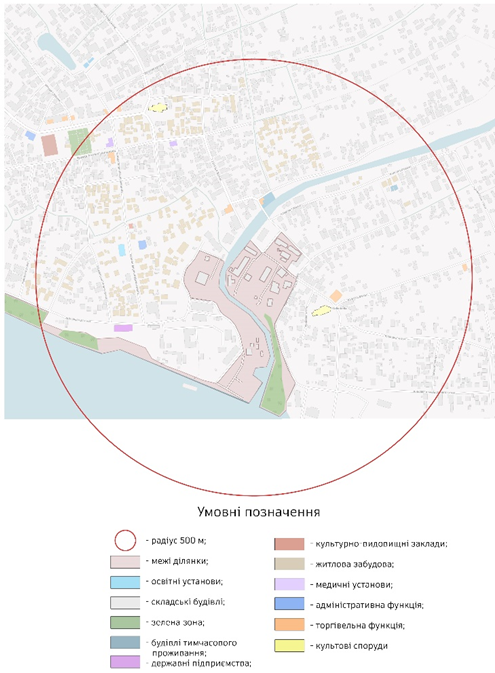 Умовні позначення
- радіус 500 м;
- межі ділянки;
- освітні установи;
- складські будівлі;
- зелена зона;
- будівлі тимчасового
проживання;
- державні підприємства;
- культурно-видовищні заклади;
- житлова забудова;
- медичні установи;
- адміністративна функція;
- торгівельна функція;
- культові споруди